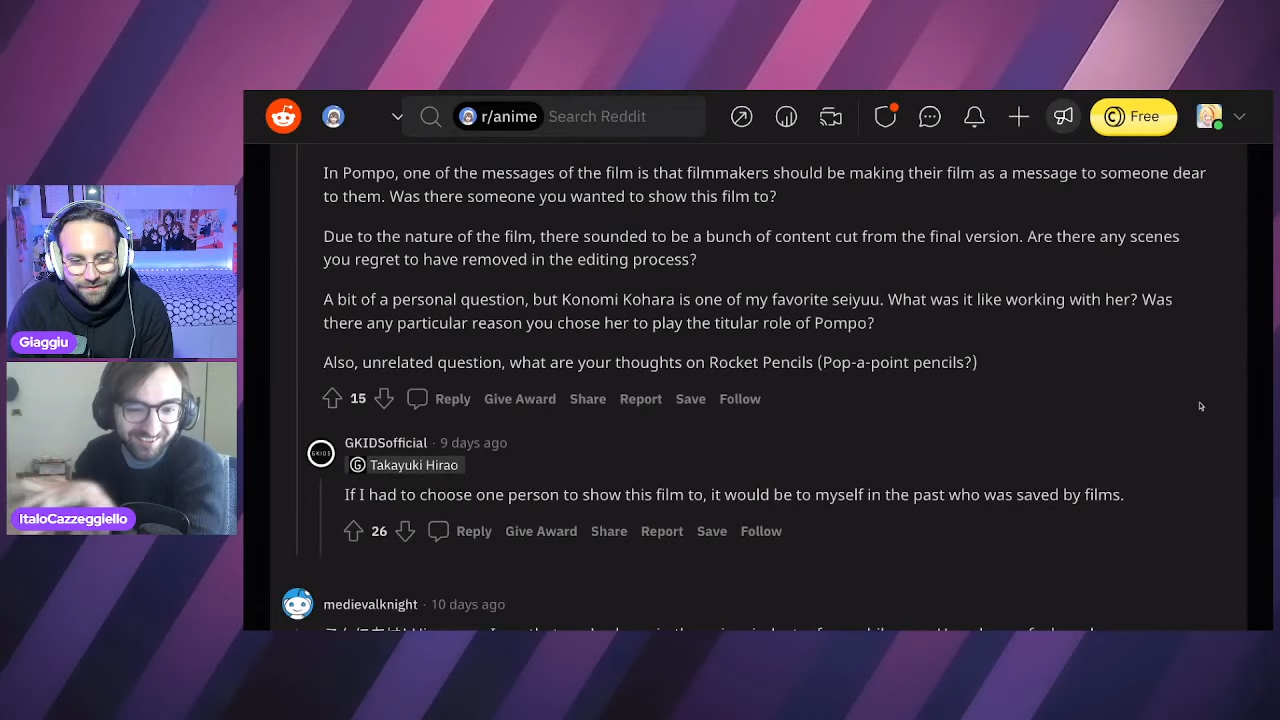 r/anime Search Reddit
Free
In Pompo, one of the messages of the film is that filmmakers should be making their film as a message to someone dear
to them. Was there someone you wanted to show this film to?
Due to the nature of the film, there sounded to be a bunch of content cut from the final version. Are there any scenes
you regret to have removed in the editing process?
A bit of a personal question, but Konomi Kohara is one of my favorite seiyuu. What was it like working with her? Was
there any particular reason you chose her to play the titular role of Pompo?
Also, unrelated question, what are your thoughts on Rocket Pencils (Pop-a-point pencils?)
15 Reply Give Award Share Report Save Follow
GKIDS
GKIDSofficial · 9 days ago
G Takayuki Hirao
If I had to choose one person to show this film to, it would be to myself in the past who was saved by films.
26 Reply Give Award Share Report Save Follow
medievalknight · 10 days ago
Giaggiu
ItaloCazzeggiello